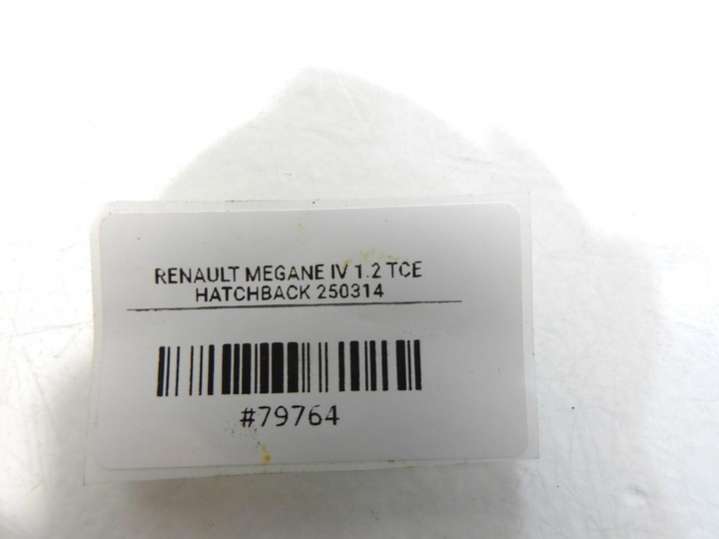 RENAULT MEGANE IV 1.2 TCE
HATCHBACK 250314
#79764